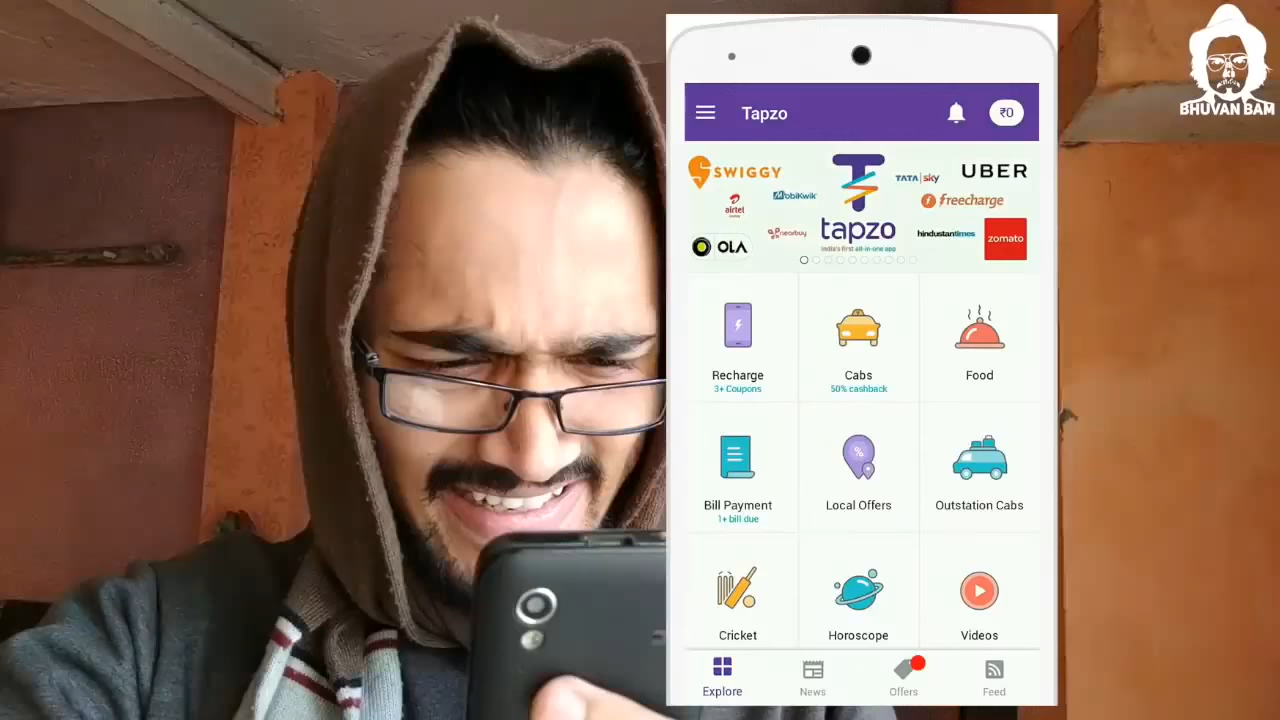 BHUVAN BAM
Tapzo
₹0
SWIGGY
TATA sky
UBER
airtel
MobiKwik
freecharge
nearbuy
tapzo
India's first all-in-one app
hindustantimes
zomato
OLA
Recharge
3+ Coupons
Cabs
50% cashback
Food
Bill Payment
1+ bill due
Local Offers
Outstation Cabs
Cricket
Horoscope
Videos
Explore
News
Offers
Feed